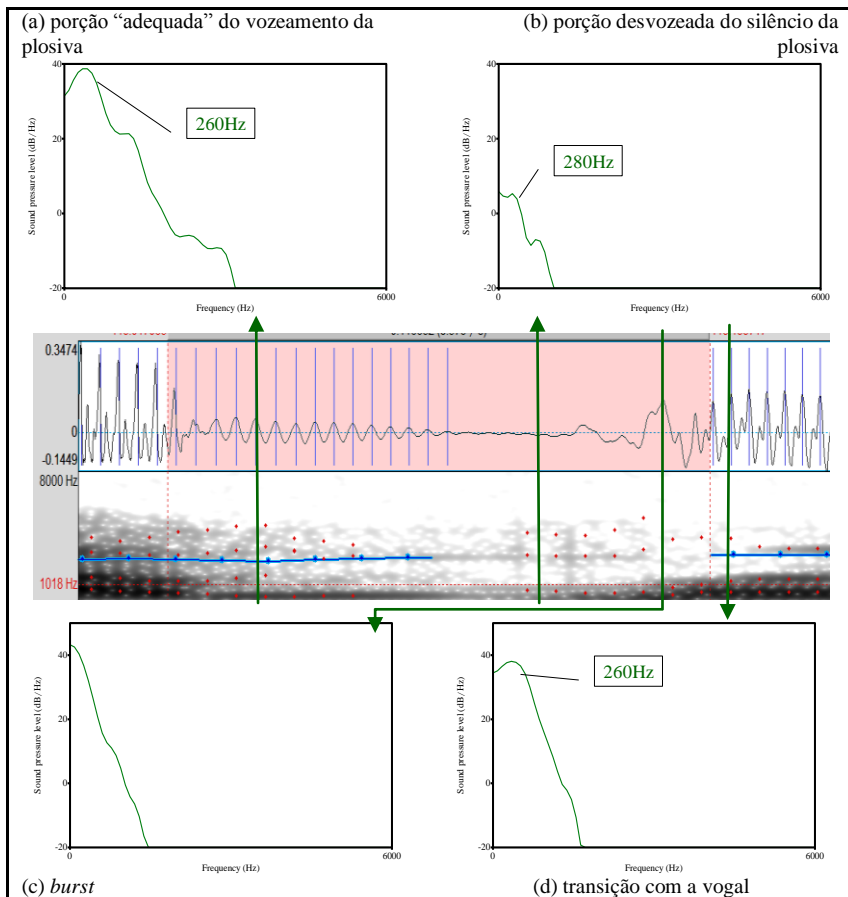 (a) porção “adequada” do vozeamento da
plosiva
(b) porção desvozeada do silêncio da
plosiva
40
20
0
-20
Sound pressure level (dB/Hz)
260Hz
0
6000
Frequency (Hz)
40
20
0
-20
Sound pressure level (dB/Hz)
280Hz
0
6000
Frequency (Hz)
0.3474
0
-0.1449
8000 Hz
1018 Hz
40
20
0
-20
Sound pressure level (dB/Hz)
0
6000
Frequency (Hz)
40
20
0
-20
Sound pressure level (dB/Hz)
260Hz
0
6000
Frequency (Hz)
(c) burst
(d) transição com a vogal